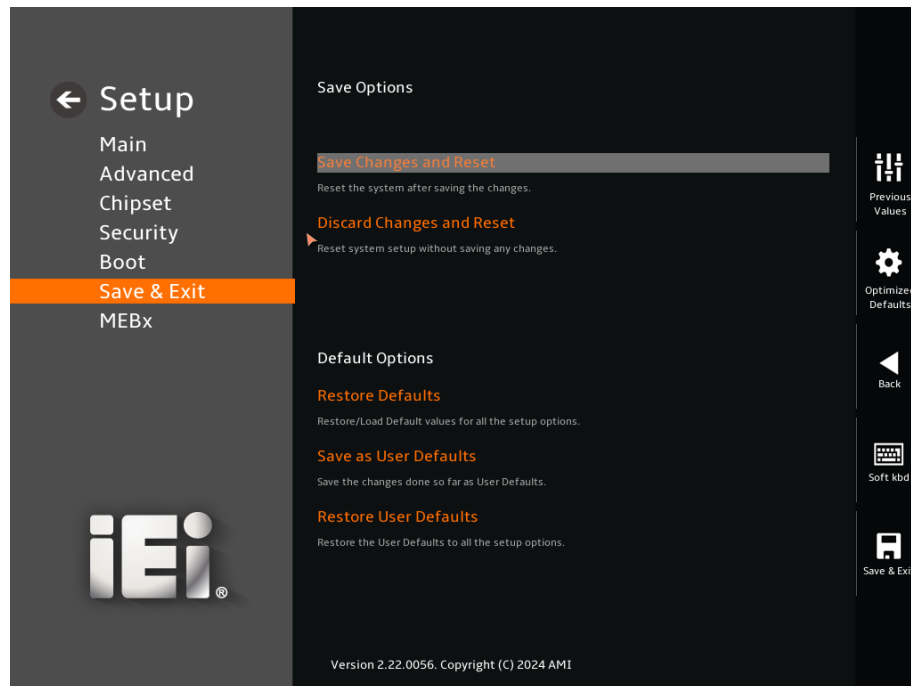 Setup
Main
Advanced
Chipset
Security
Boot
Save & Exit
MEBx
iEi®
Save Options
Save Changes and Reset
Reset the system after saving the changes.
Discard Changes and Reset
Reset system setup without saving any changes.
Default Options
Restore Defaults
Restore/Load Default values for all the setup options.
Save as User Defaults
Save the changes done so far as User Defaults.
Restore User Defaults
Restore the User Defaults to all the setup options.
Version 2.22.0056. Copyright (C) 2024 AMI
Previous
Values
Optimize
Defaults
Back
Soft kbd
Save & Exi